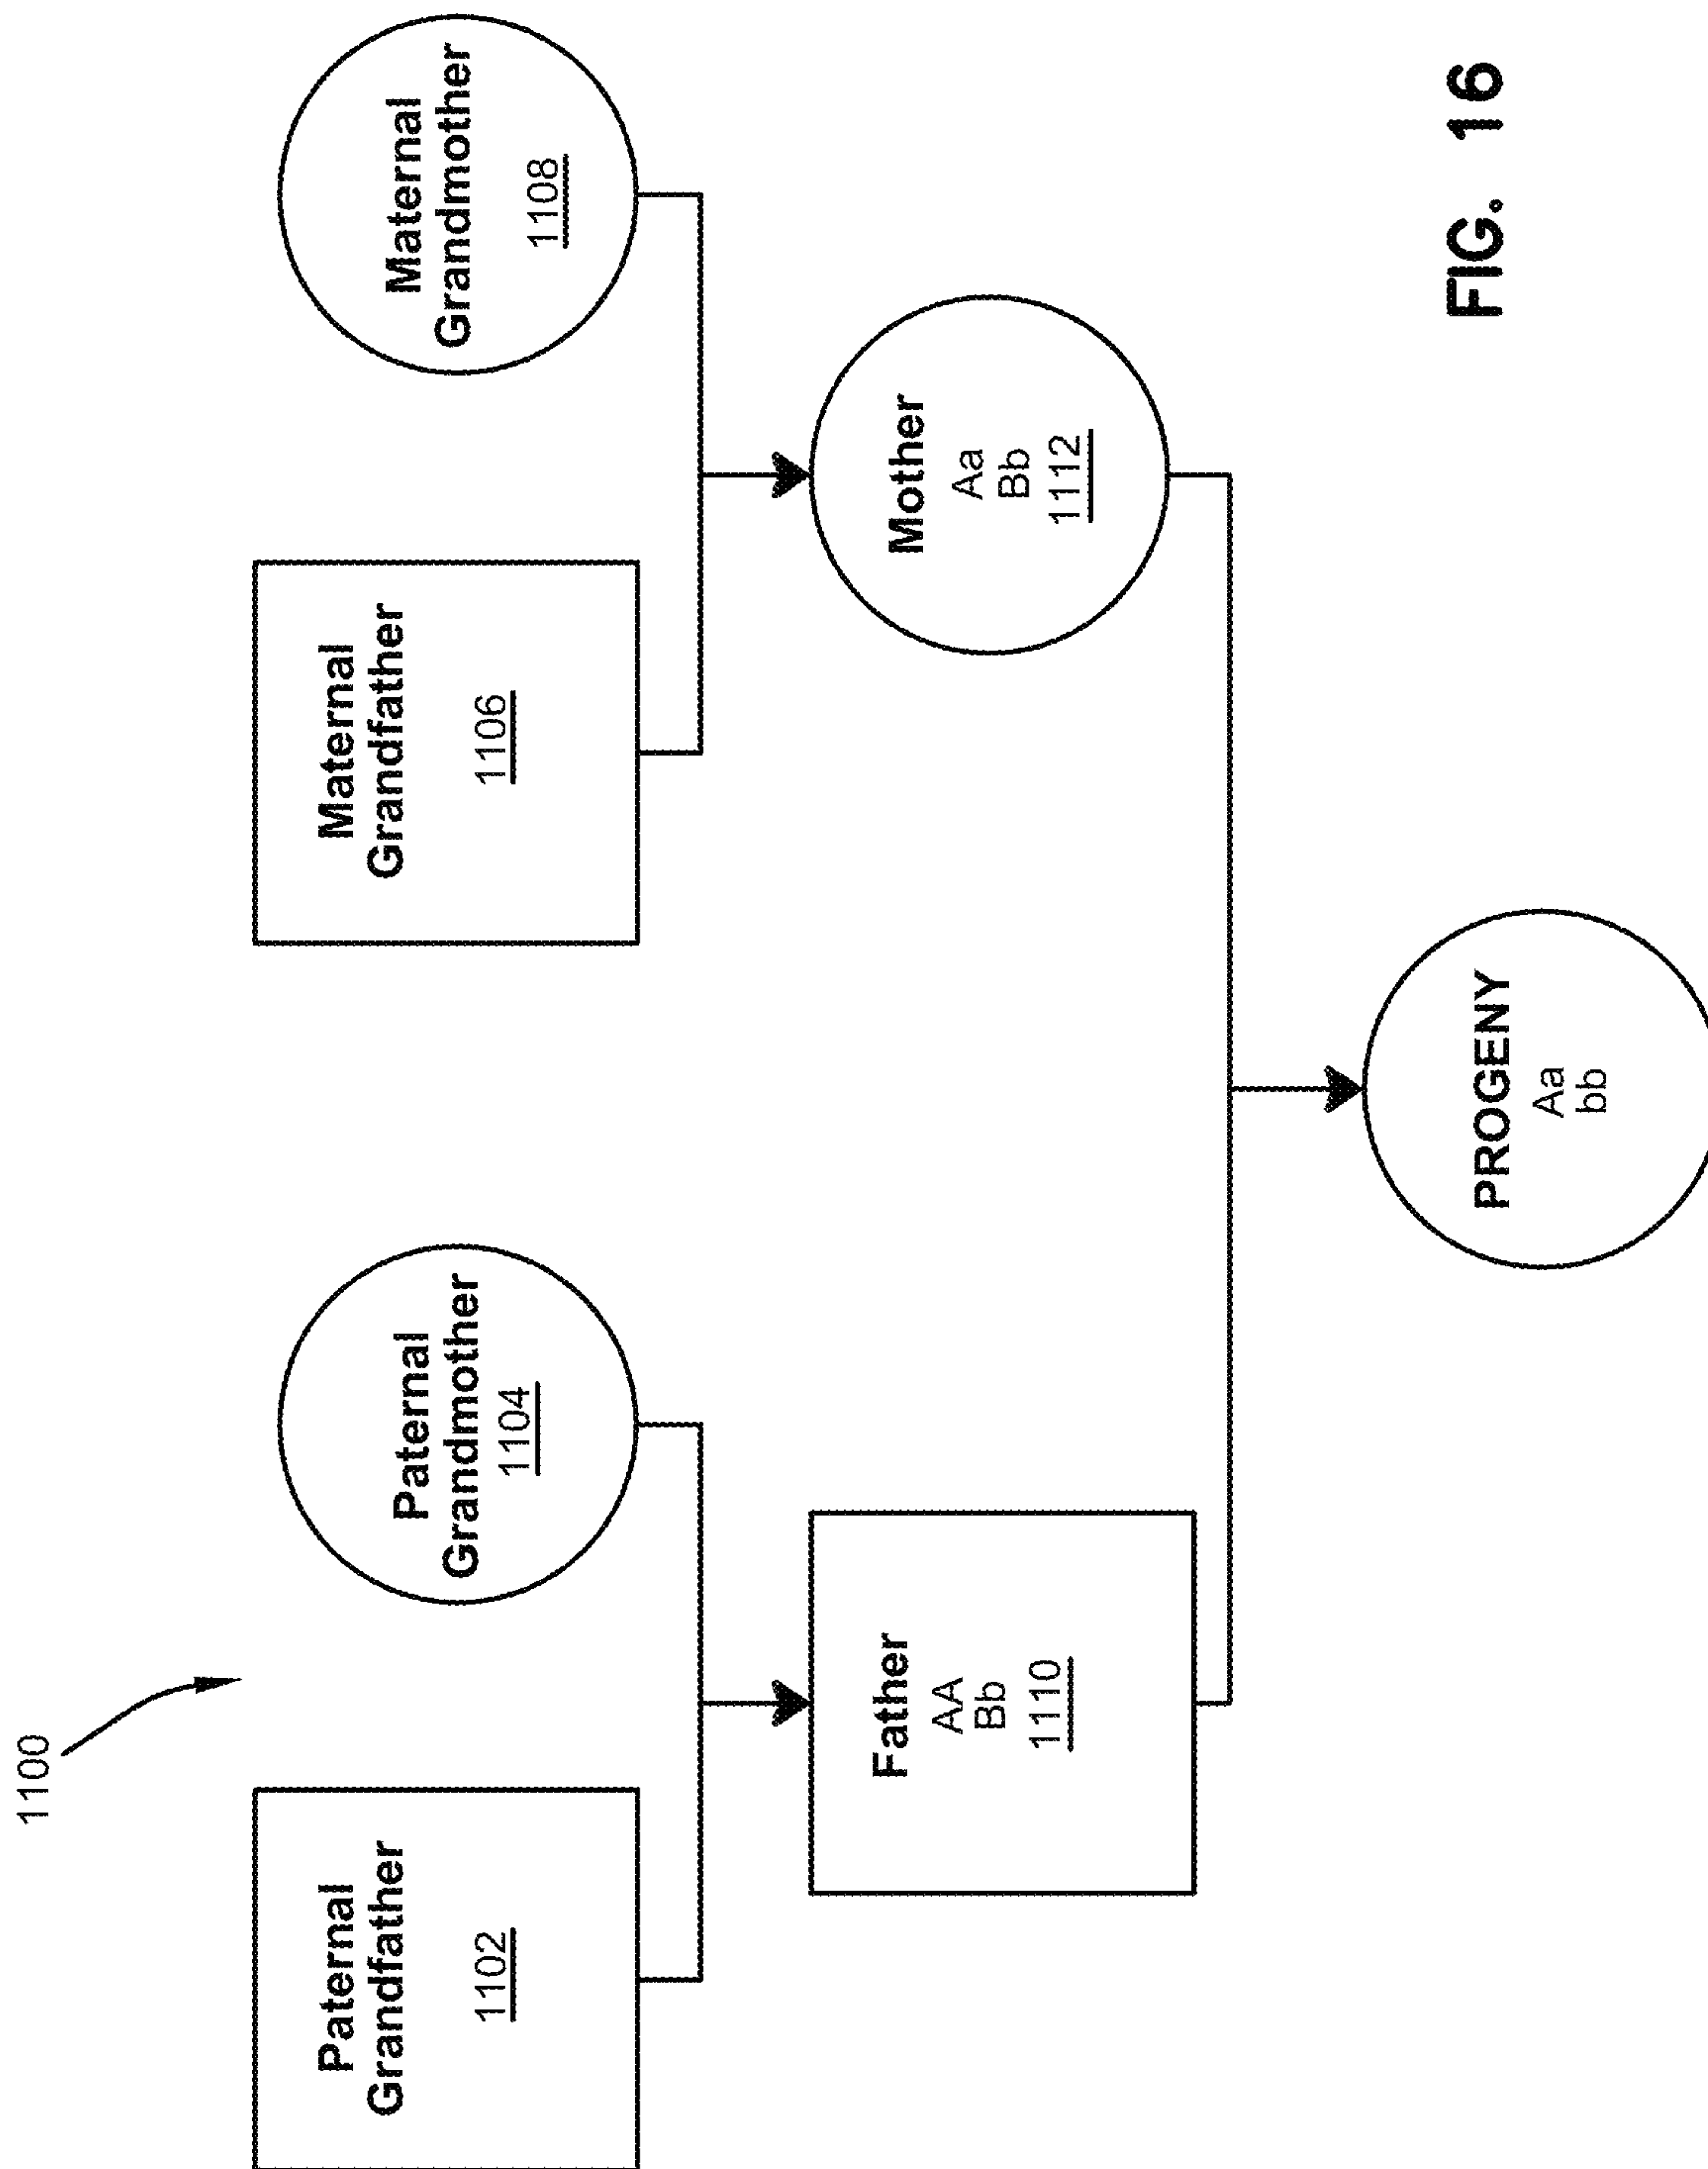 1100
Paternal
Grandfather
1102
Paternal
Grandmother
1104
Maternal
Grandfather
1106
Maternal
Grandmother
1108
Father
AA
Bb
1110
Mother
Aa
Bb
1112
PROGENY
Aa
bb
FIG. 16